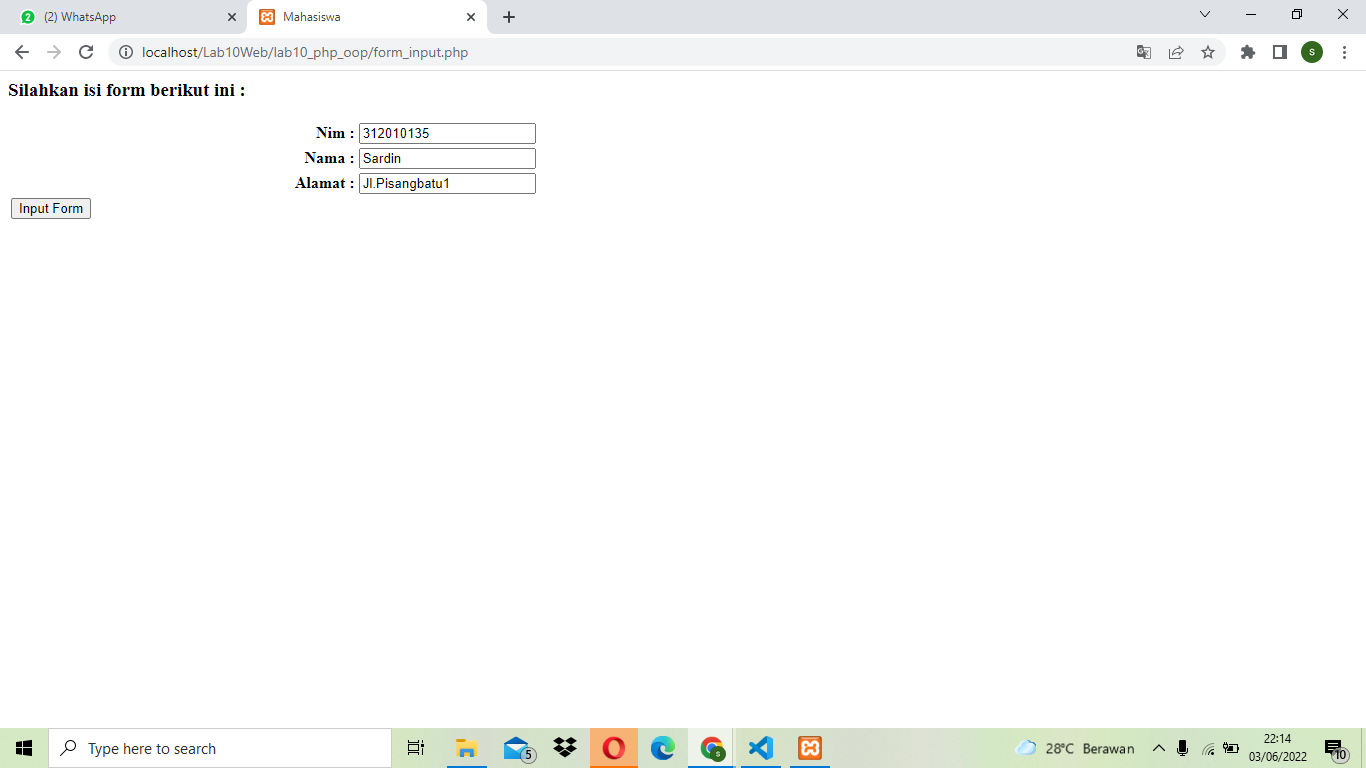 2 (2) WhatsApp
Mahasiswa
localhost/Lab10Web/lab10_php_oop/form_input.php
s
Silahkan isi form berikut ini :
Nim : 312010135
Nama : Sardin
Alamat : Jl.Pisangbatu1
Input Form
Type here to search
5
s
28°C Berawan
22:14
03/06/2022
10